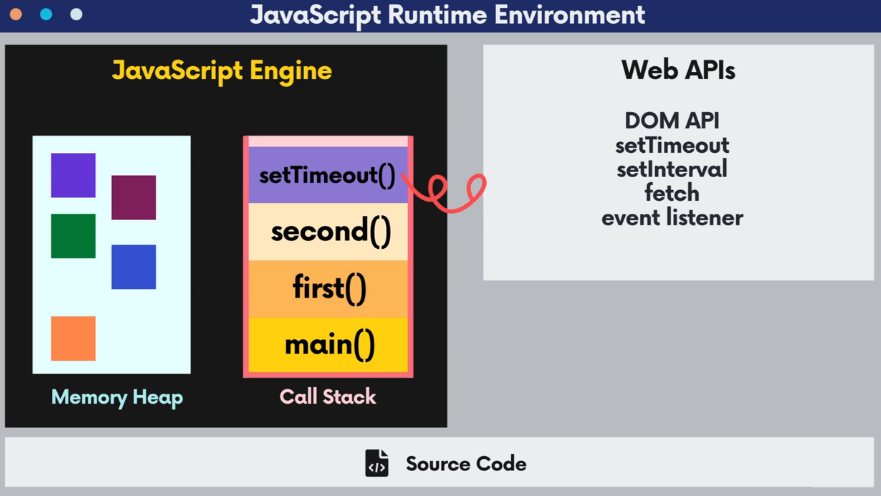 JavaScript Runtime Environment
JavaScript Engine
setTimeout()
second()
first()
main()
Memory Heap
Call Stack
Web APIs
DOM API
setTimeout
setInterval
fetch
event listener
</> Source Code